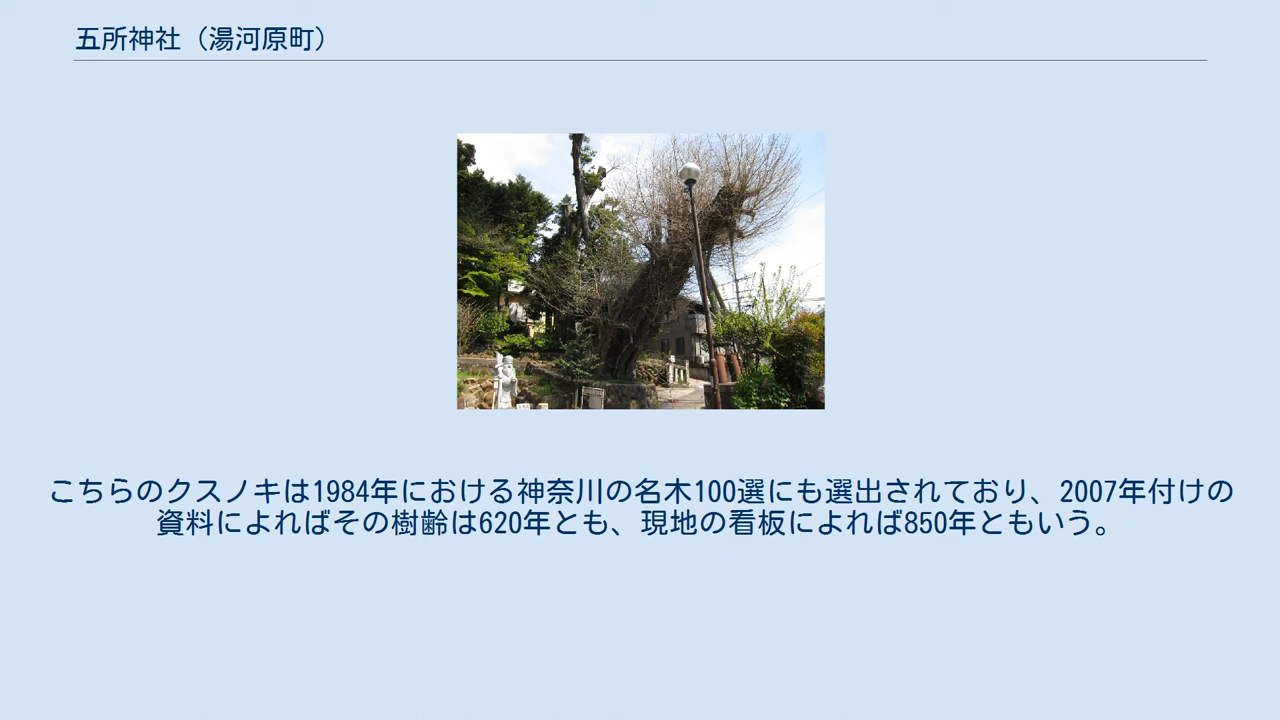 五所神社（湯河原町）
こちらのクスノキは1984年における神奈川の名木100選にも選出されており、2007年付けの
資料によればその樹齢は620年とも、現地の看板によれば850年ともいう。